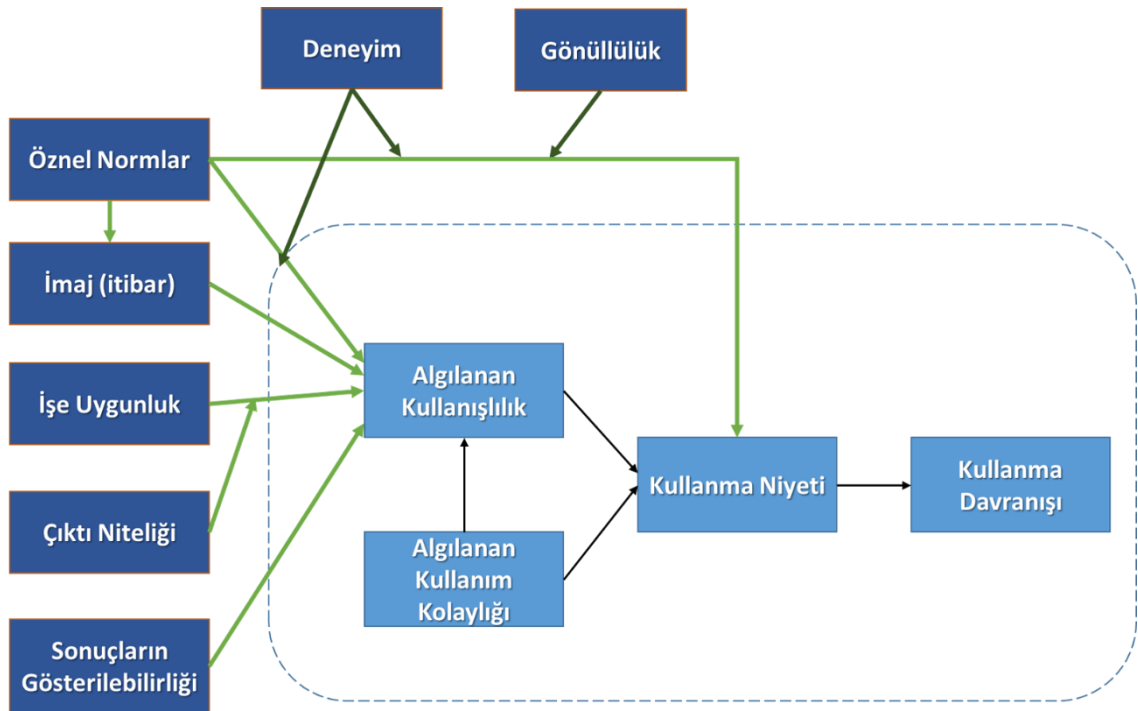 Deneyim
Gönüllülük
Öznel Normlar
İmaj (itibar)
İşe Uygunluk
Çıktı Niteliği
Sonuçların
Gösterilebilirliği
Algılanan
Kullanışlılık
Algılanan
Kullanım
Kolaylığı
Kullanma Niyeti
Kullanma
Davranışı